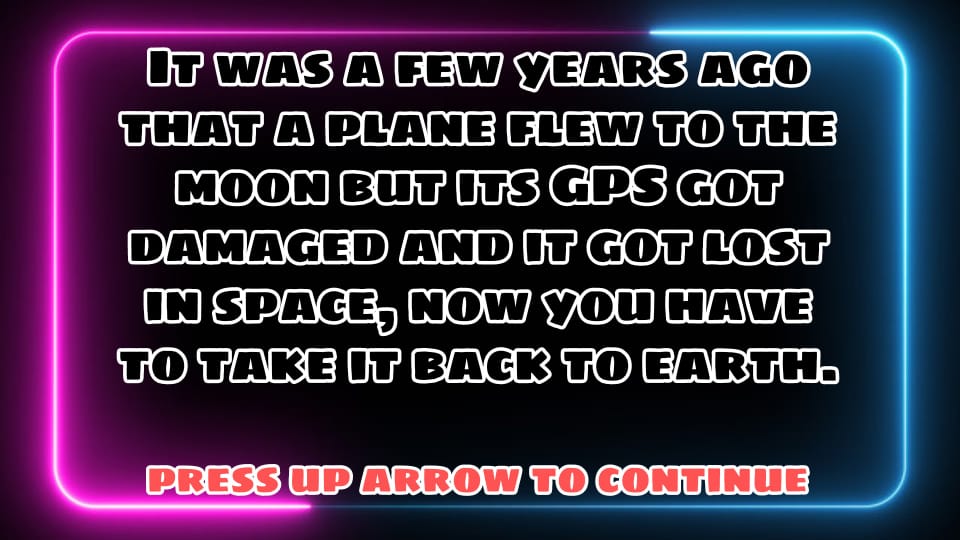 It was a few years ago
that a plane flew to the
moon but its GPS got
damaged and it got lost
in space, now you have
to take it back to earth.
press up arrow to continue